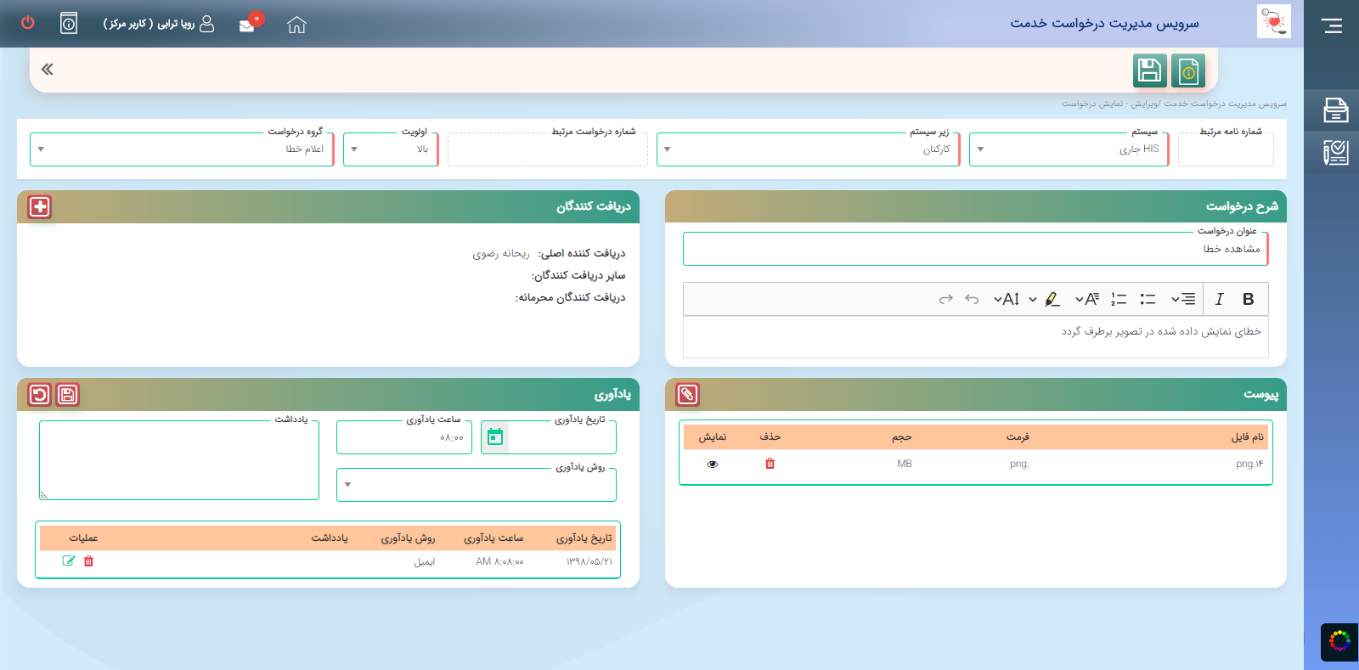 سرویس مدیریت درخواست خدمت
رویا ترابی ( کاربر مرکز )
۰
سرویس مدیریت درخواست خدمت /ویرایش - نمایش درخواست
شماره نامه مرتبط
سیستم
HIS جاری
زیر سیستم
کارکنان
شماره درخواست مرتبط
اولویت
بالا
گروه درخواست
اعلام خطا
شرح درخواست
عنوان درخواست
مشاهده خطا
خطای نمایش داده شده در تصویر برطرف گردد
دریافت کنندگان
دریافت کننده اصلی: ریحانه رضوی
سایر دریافت کنندگان:
دریافت کنندگان محرمانه:
پیوست
نام فایل فرمت حجم حذف نمایش
۱۴.png .png MB
یادآوری
تاریخ یادآوری
ساعت یادآوری
۰۸:۰۰
یادداشت
روش یادآوری
تاریخ یادآوری ساعت یادآوری روش یادآوری یادداشت عملیات
۱۳۹۸/۰۵/۲۱ ۸:۰۸:۰۰ AM ایمیل